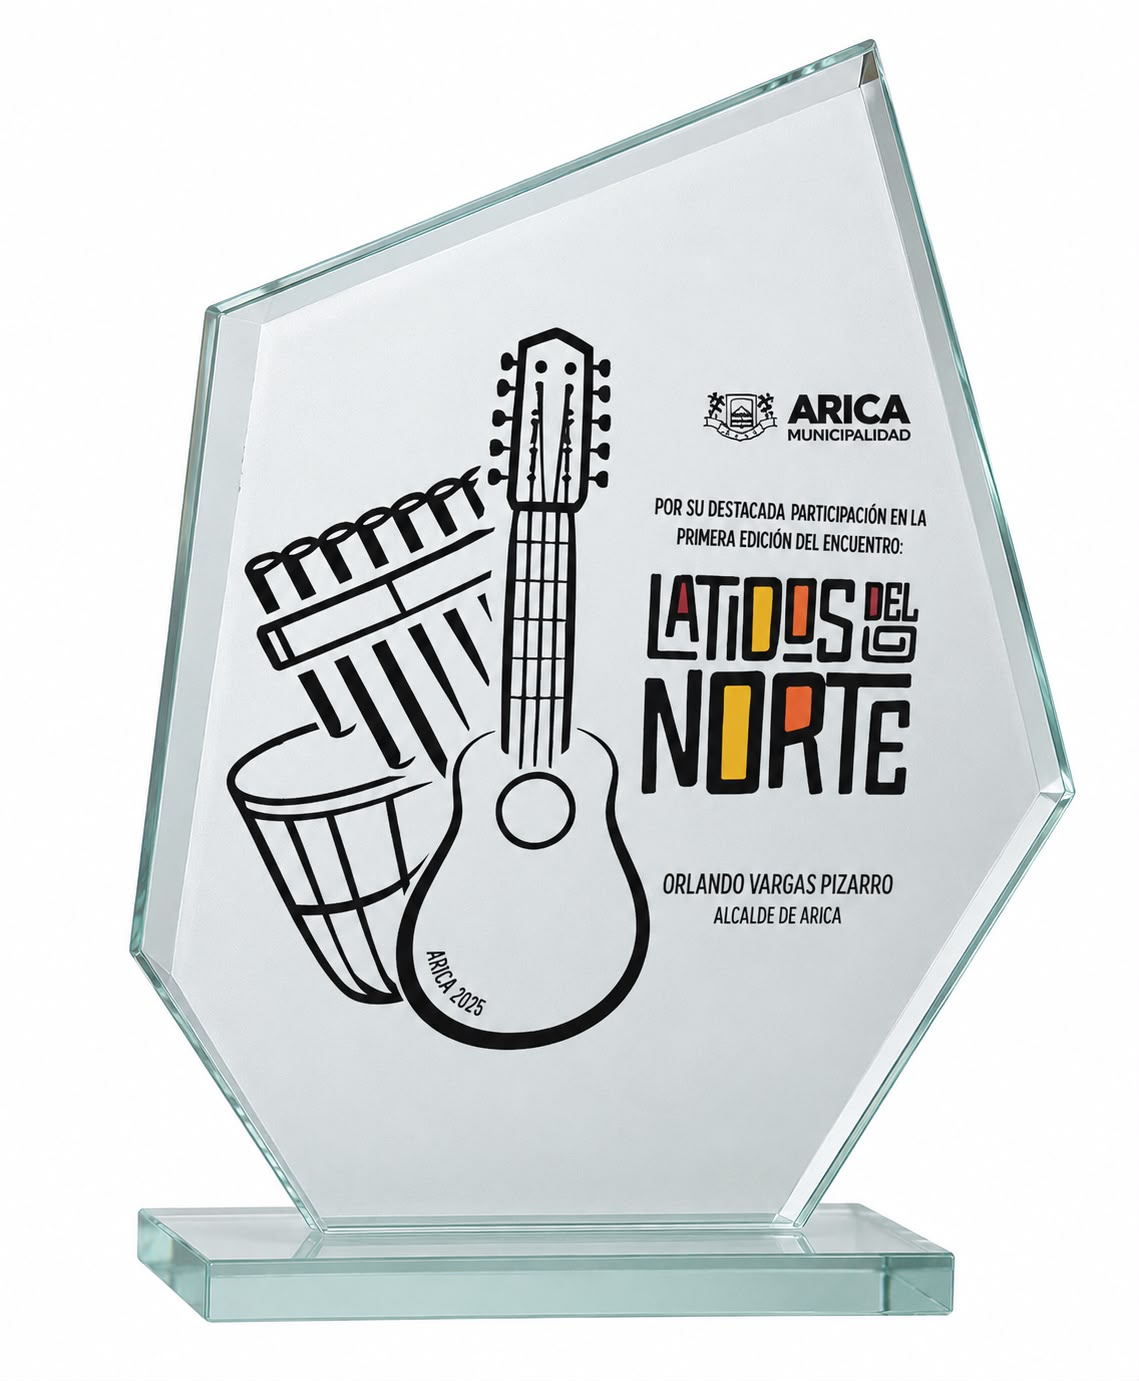 ARICA
MUNICIPALIDAD
POR SU DESTACADA PARTICIPACIÓN EN LA
PRIMERA EDICIÓN DEL ENCUENTRO:
LATIDOS DEL
NORTE
ORLANDO VARGAS PIZARRO
ALCALDE DE ARICA
ARICA 2025